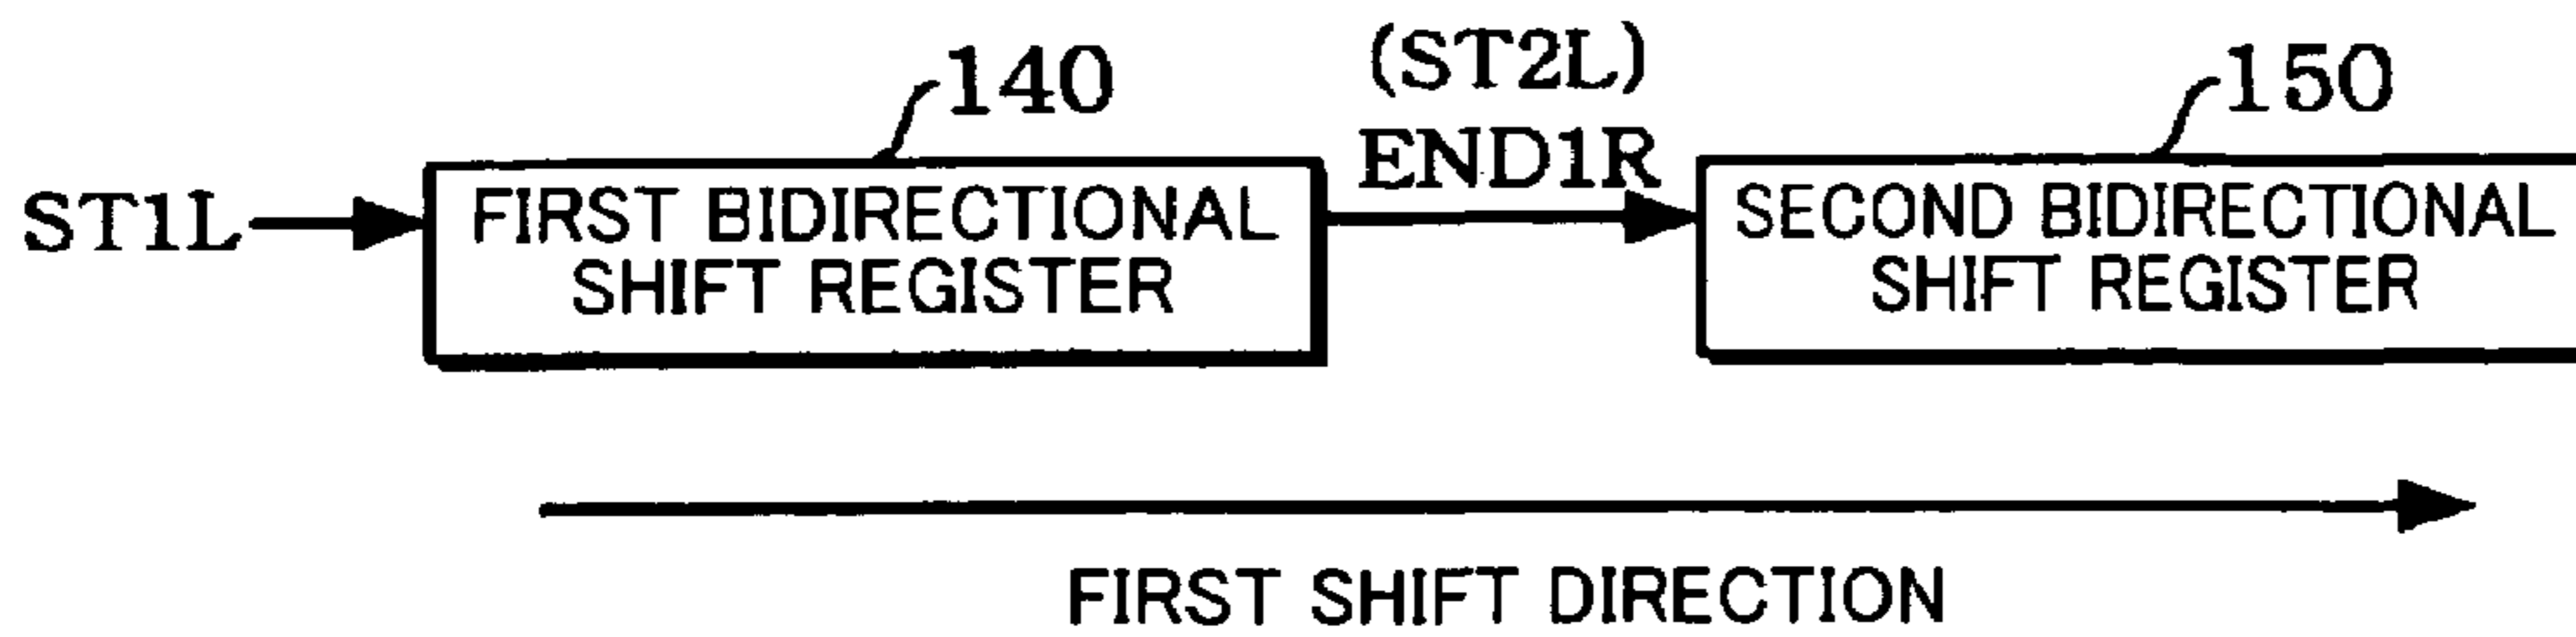 140
(ST2L)
150
END1R
ST1L
FIRST BIDIRECTIONAL
SHIFT REGISTER
SECOND BIDIRECTIONAL
SHIFT REGISTER
FIRST SHIFT DIRECTION